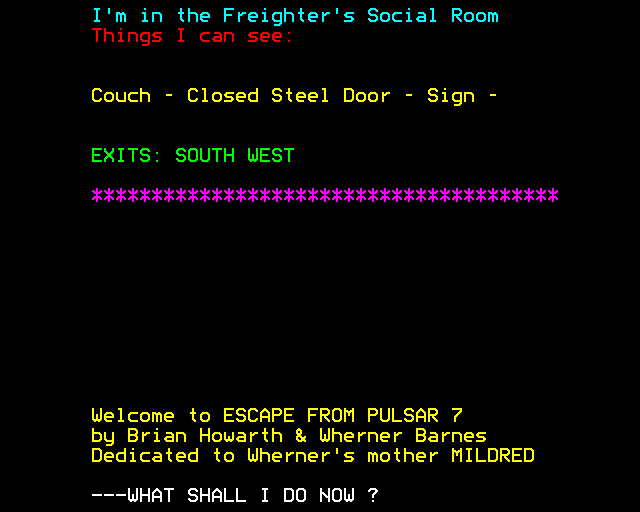 I'm in the Freighter's Social Room
Things I can see:
Couch - Closed Steel Door - Sign -
EXITS: SOUTH WEST
***************************************
Welcome to ESCAPE FROM PULSAR 7
by Brian Howarth & Wherner Barnes
Dedicated to Wherner's mother MILDRED
---WHAT SHALL I DO NOW ?